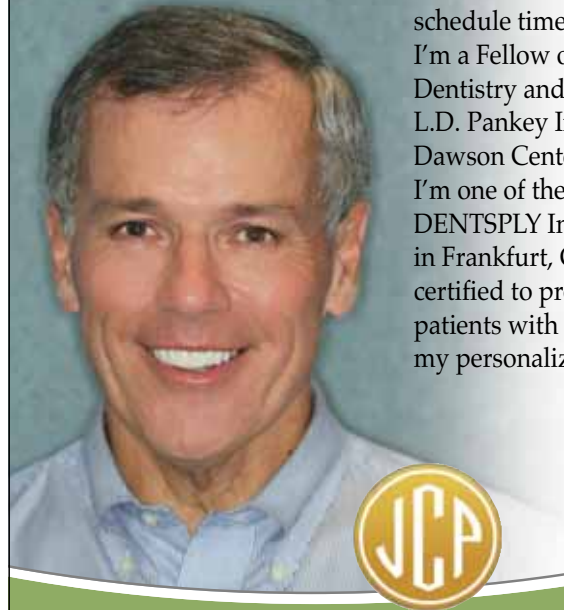 schedule time
I'm a Fellow o
Dentistry and
L.D. Pankey I
Dawson Cente
I'm one of the
DENTSPLY In
in Frankfurt,
certified to pr
patients with
my personaliz
JCP